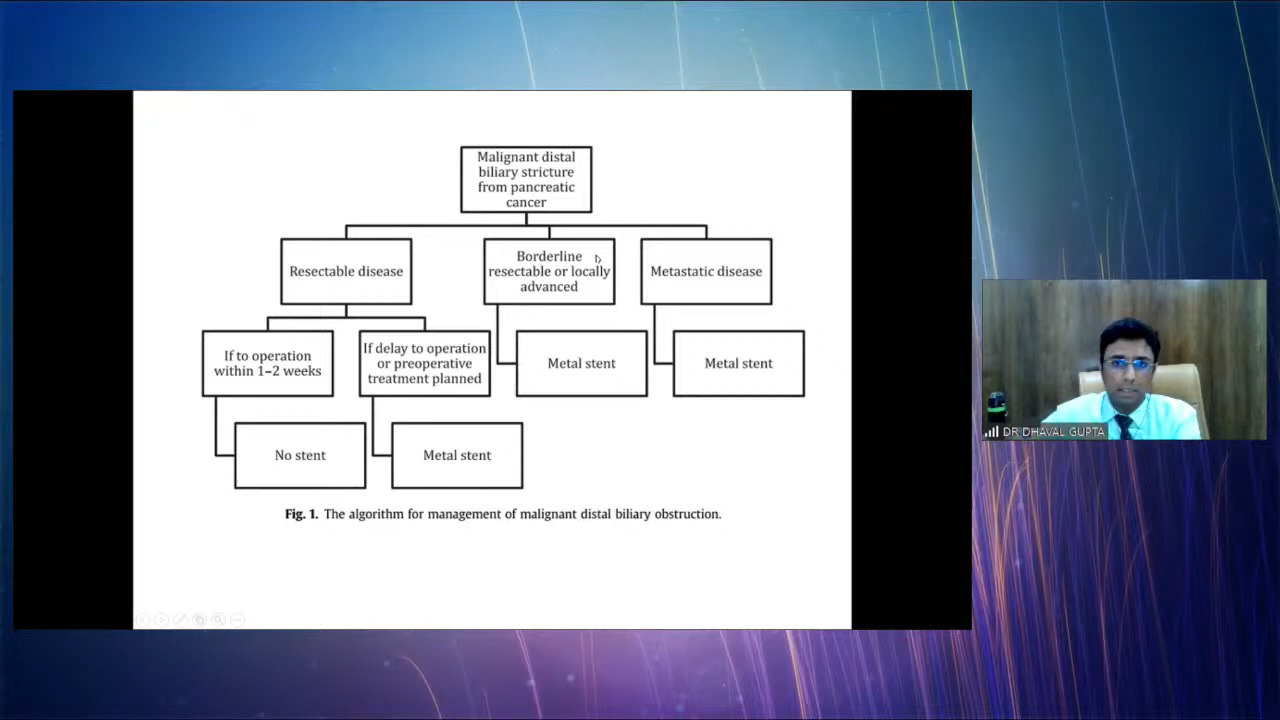 Malignant distal
biliary stricture
from pancreatic
cancer
Resectable disease
Borderline
resectable or locally
advanced
Metastatic disease
If to operation
within 1–2 weeks
If delay to operation
or preoperative
treatment planned
Metal stent
Metal stent
No stent
Metal stent
Fig. 1. The algorithm for management of malignant distal biliary obstruction.
DR DHAVAL GUPTA